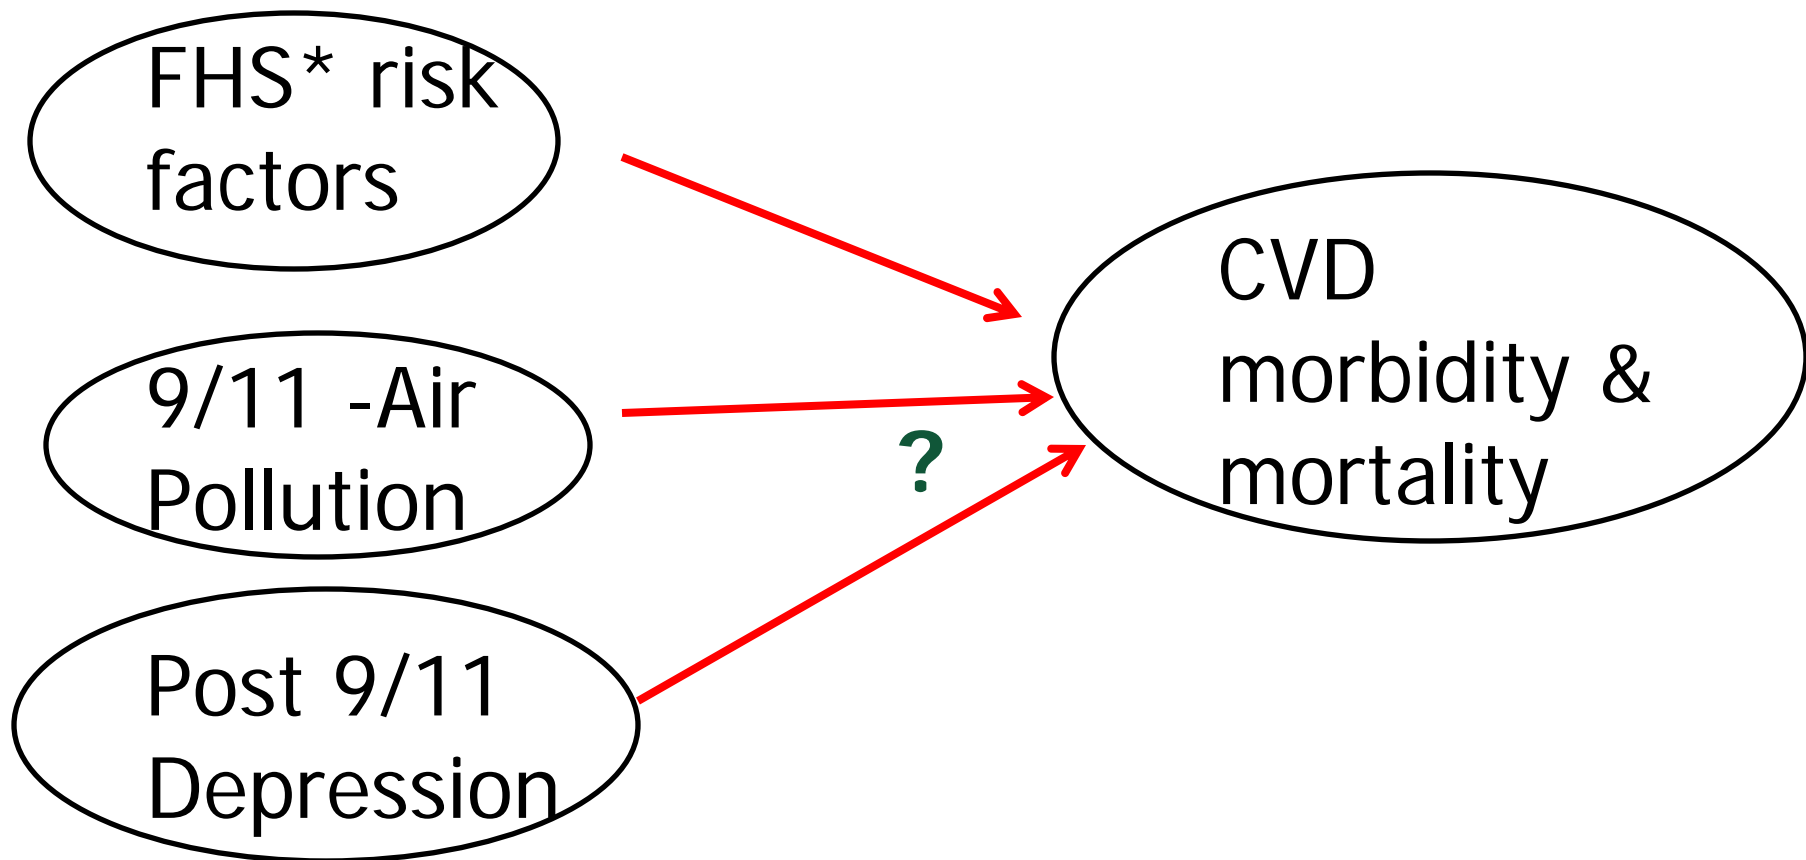 FHS* risk
factors
9/11 -Air
Pollution
?
Post 9/11
Depression
CVD
morbidity &
mortality